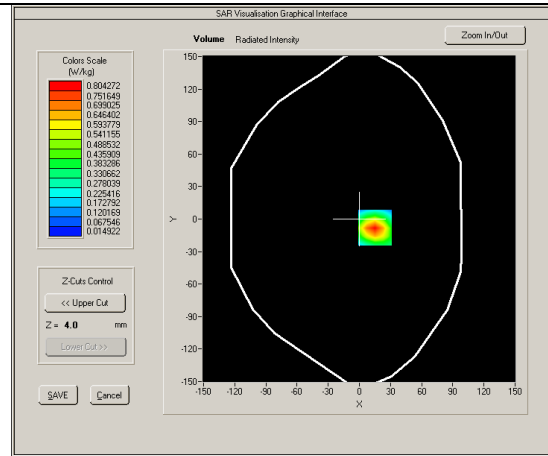 SAR Visualisation Graphical Interface
Volume Radiated Intensity
Zoom In/Out
Colors Scale
(W/kg)
0.804272
0.751649
0.699025
0.646402
0.593779
0.541155
0.488532
0.435909
0.383286
0.330662
0.278039
0.225416
0.172792
0.120169
0.067546
0.014922
Z-Cuts Control
<< Upper Cut
Z = 4.0 mm
Lower Cut >>
SAVE Cancel
150
120
90
60
30
0
-30
-60
-90
-120
-150
Y
-150 -120 -90 -60 -30 0 30 60 90 120 150
X